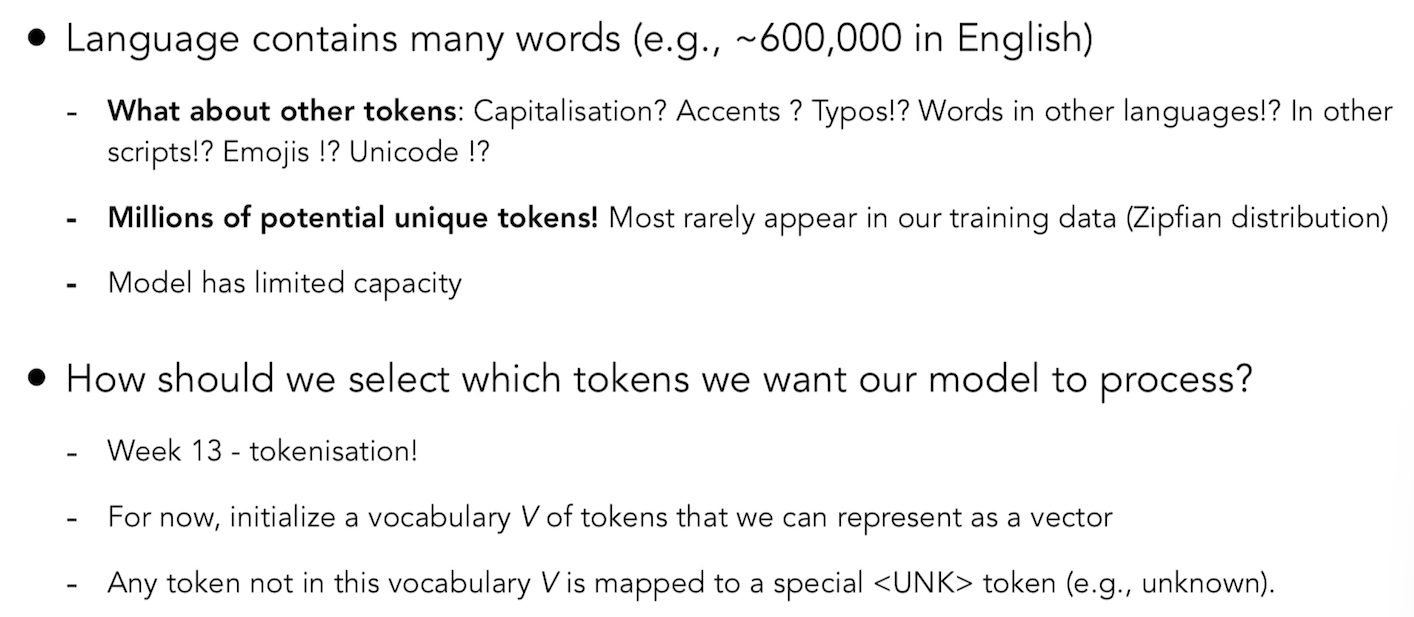 • Language contains many words (e.g., ~600,000 in English)
- What about other tokens: Capitalisation? Accents ? Typos!? Words in other languages!? In other
scripts!? Emojis !? Unicode !?
- Millions of potential unique tokens! Most rarely appear in our training data (Zipfian distribution)
- Model has limited capacity
• How should we select which tokens we want our model to process?
- Week 13 - tokenisation!
- For now, initialize a vocabulary V of tokens that we can represent as a vector
- Any token not in this vocabulary V is mapped to a special <UNK> token (e.g., unknown).